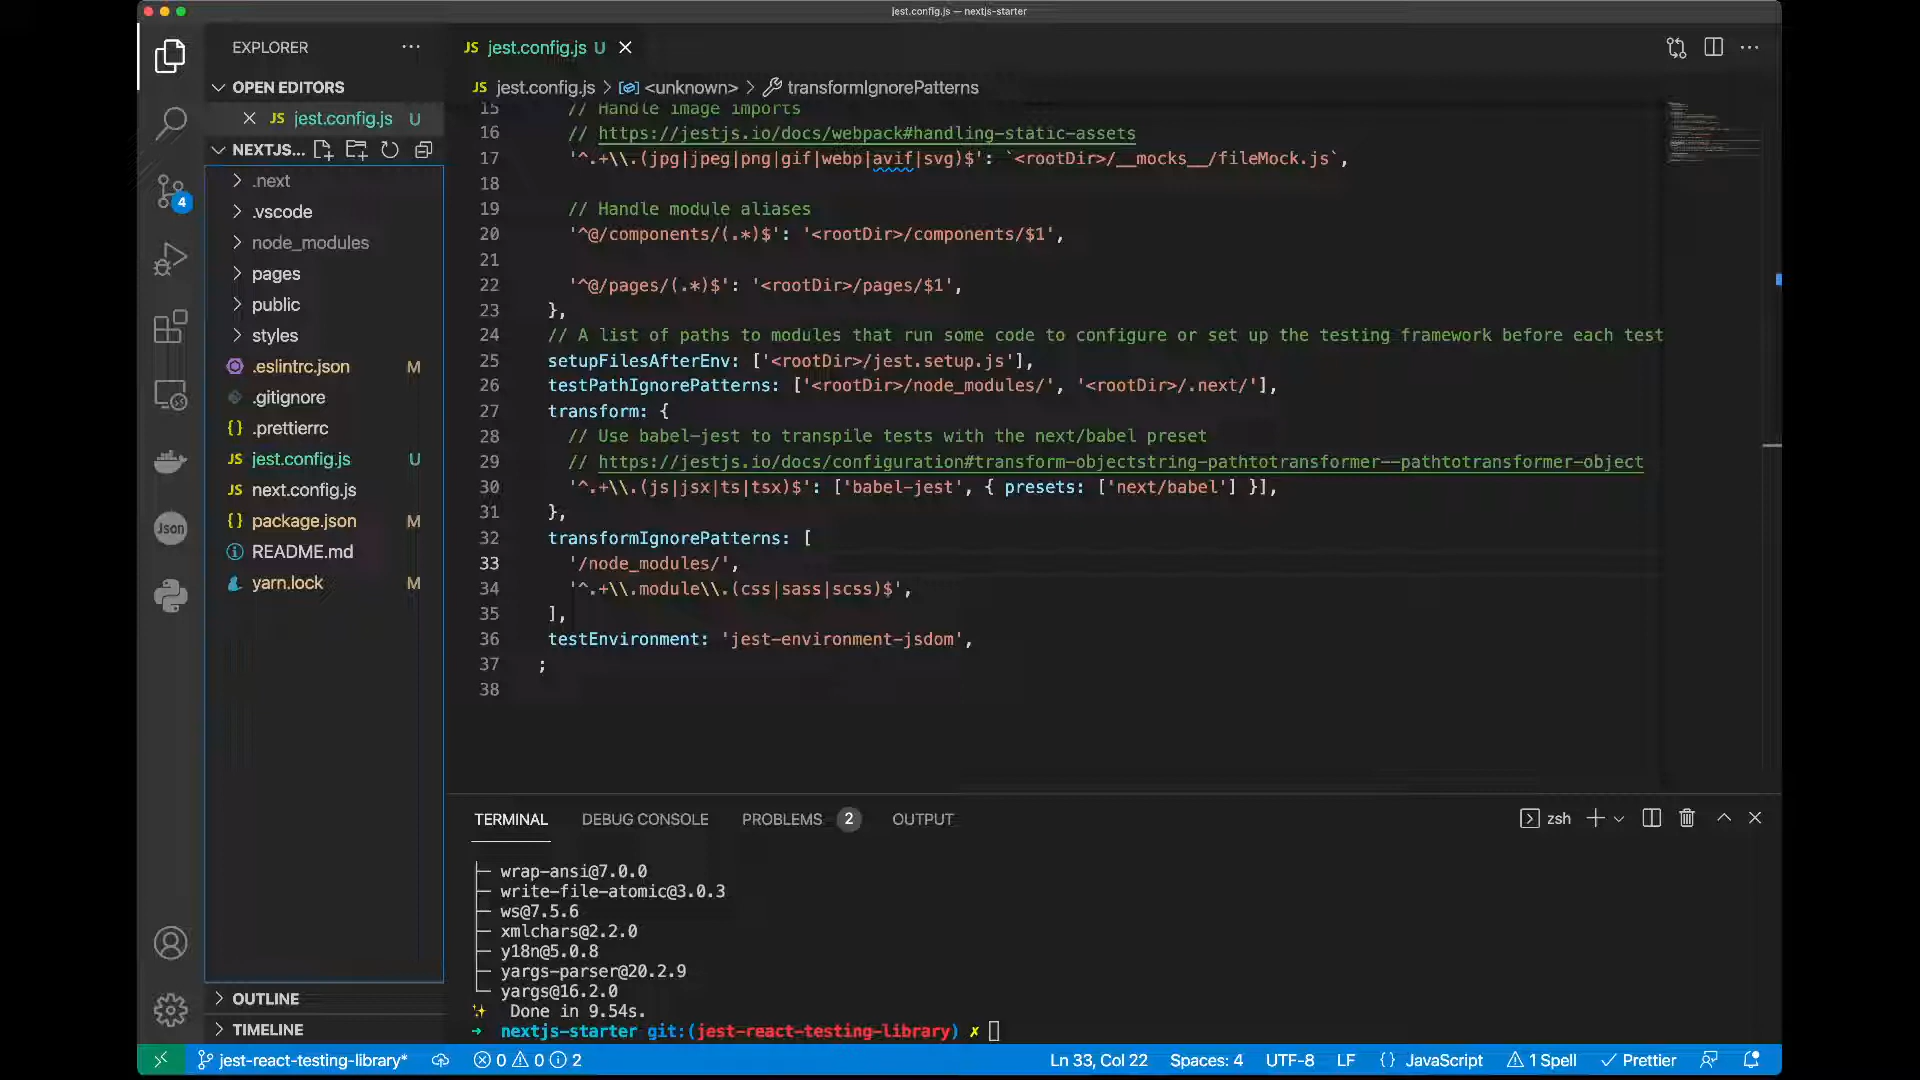 jest.config.js — nextjs-starter
EXPLORER
JS jest.config.js U
OPEN EDITORS
JS jest.config.js U
NEXTJS...
.next
.vscode
node_modules
pages
public
styles
.eslintrc.json M
.gitignore
{} .prettierrc
JS jest.config.js U
JS next.config.js
{} package.json M
README.md
yarn.lock M
OUTLINE
TIMELINE
4
Json
JS jest.config.js > <unknown> > transformIgnorePatterns
15 // Handle image imports
16 // https://jestjs.io/docs/webpack#handling-static-assets
17 '^.+\\.(jpg|jpeg|png|gif|webp|avif|svg)$': `<rootDir>/__mocks__/fileMock.js`,
18
19 // Handle module aliases
20 '^@/components/(.*)$': '<rootDir>/components/$1',
21
22 '^@/pages/(.*)$': '<rootDir>/pages/$1',
23 },
24 // A list of paths to modules that run some code to configure or set up the testing framework before each test
25 setupFilesAfterEnv: ['<rootDir>/jest.setup.js'],
26 testPathIgnorePatterns: ['<rootDir>/node_modules/', '<rootDir>/.next/'],
27 transform: {
28 // Use babel-jest to transpile tests with the next/babel preset
29 // https://jestjs.io/docs/configuration#transform-objectstring-pathtotransformer--pathtotransformer-object
30 '^.+\\.(js|jsx|ts|tsx)$': ['babel-jest', { presets: ['next/babel'] }],
31 },
32 transformIgnorePatterns: [
33 '/node_modules/',
34 '^.+\\.module\\.(css|sass|scss)$',
35 ],
36 testEnvironment: 'jest-environment-jsdom',
37 ;
38
TERMINAL DEBUG CONSOLE PROBLEMS 2 OUTPUT
zsh
├─ wrap-ansi@7.0.0
├─ write-file-atomic@3.0.3
├─ ws@7.5.6
├─ xmlchars@2.2.0
├─ y18n@5.0.8
├─ yargs-parser@20.2.9
└─ yargs@16.2.0
✨ Done in 9.54s.
→ nextjs-starter git:(jest-react-testing-library) ✗
jest-react-testing-library* 0 0 2
Ln 33, Col 22 Spaces: 4 UTF-8 LF {} JavaScript 1 Spell Prettier